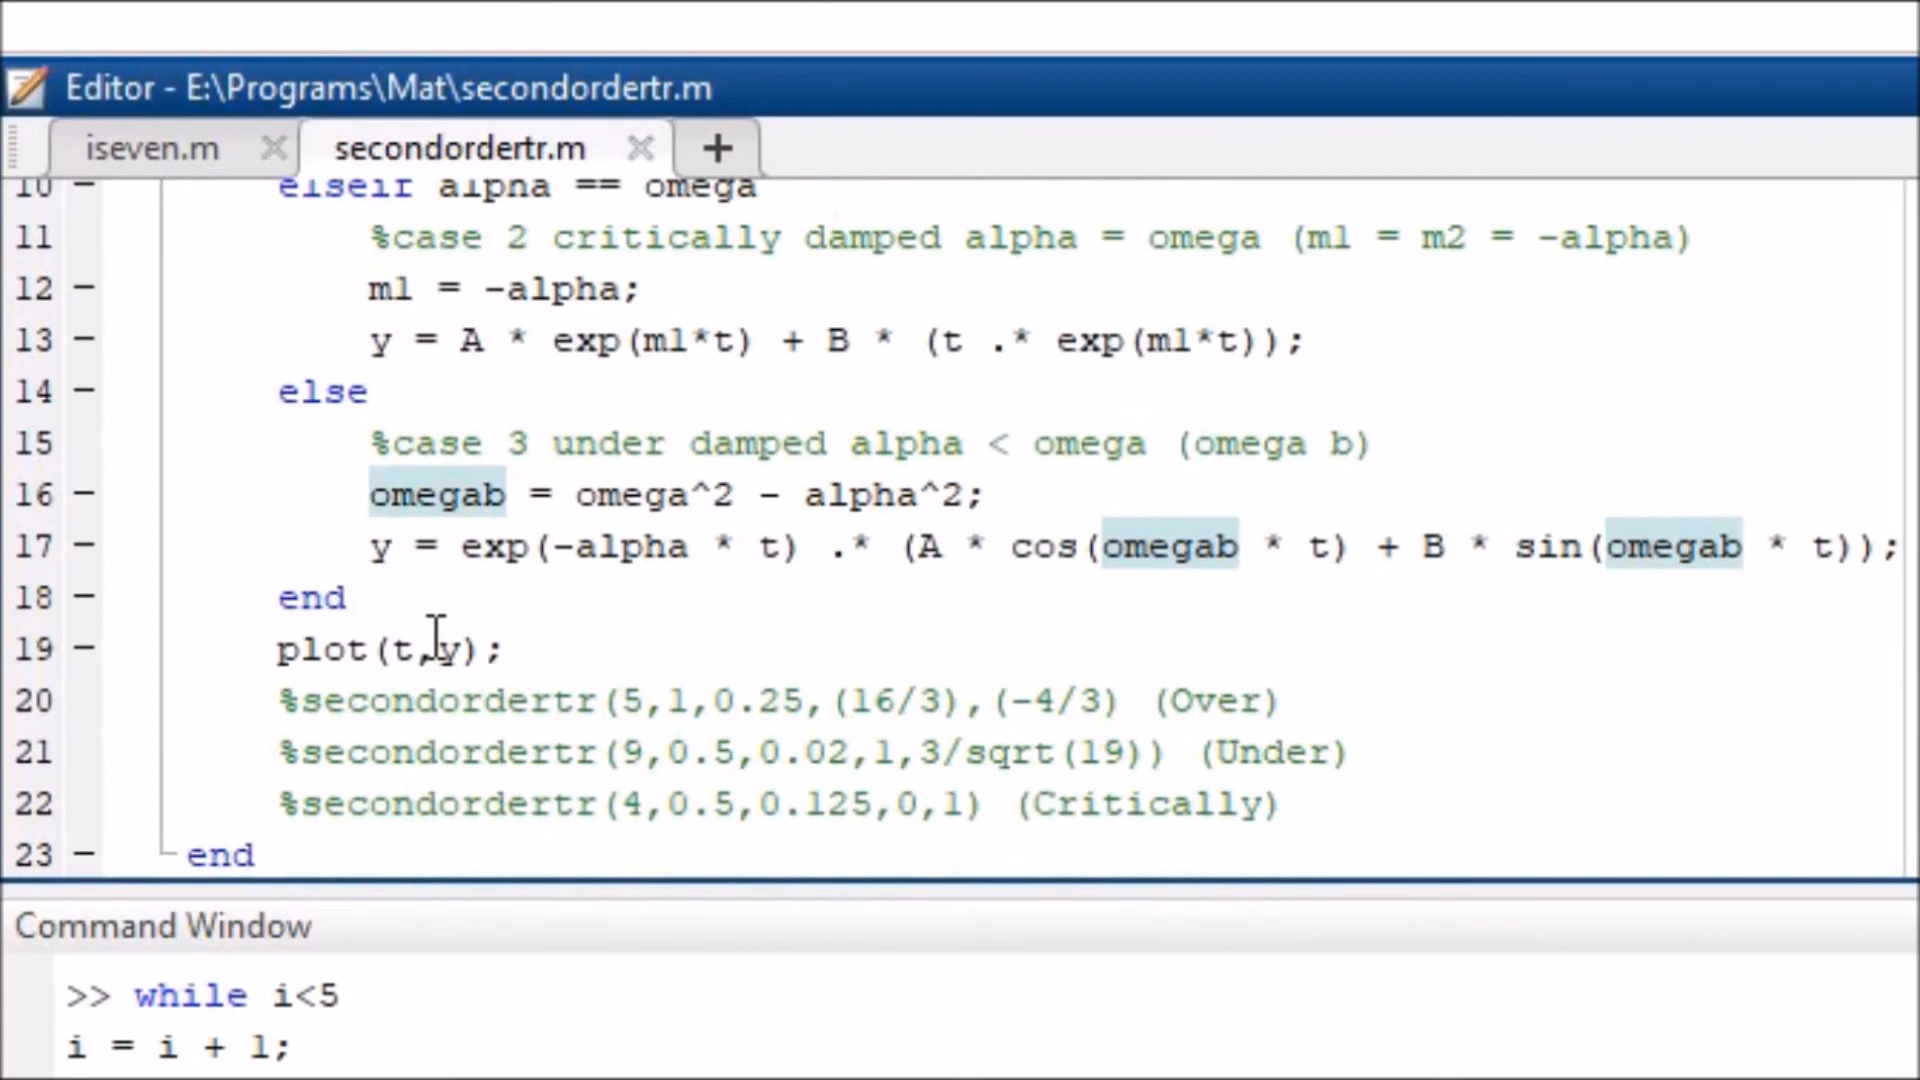 Editor - E:\Programs\Mat\secondordertr.m
iseven.m secondordertr.m
10 elseif alpha == omega
11 %case 2 critically damped alpha = omega (m1 = m2 = -alpha)
12 m1 = -alpha;
13 y = A * exp(m1*t) + B * (t .* exp(m1*t));
14 else
15 %case 3 under damped alpha < omega (omega b)
16 omegab = omega^2 - alpha^2;
17 y = exp(-alpha * t) .* (A * cos(omegab * t) + B * sin(omegab * t));
18 end
19 plot(t,y);
20 %secondordertr(5,1,0.25,(16/3),(-4/3) (Over)
21 %secondordertr(9,0.5,0.02,1,3/sqrt(19)) (Under)
22 %secondordertr(4,0.5,0.125,0,1) (Critically)
23 end
Command Window
>> while i<5
i = i + 1;